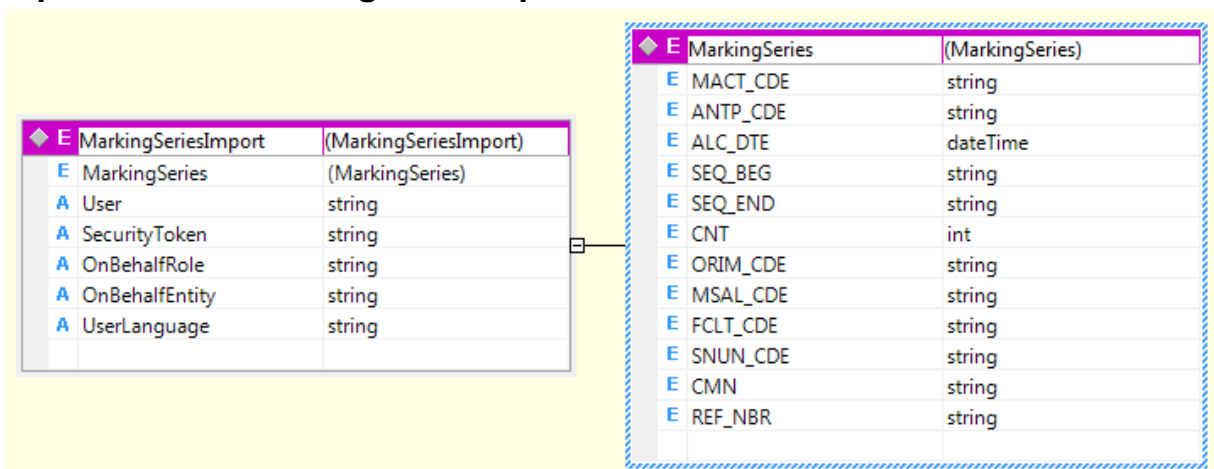 E MarkingSeriesImport (MarkingSeriesImport)
E MarkingSeries (MarkingSeries)
A User string
A SecurityToken string
A OnBehalfRole string
A OnBehalfEntity string
A UserLanguage string
E MarkingSeries (MarkingSeries)
E MACT_CDE string
E ANTP_CDE string
E ALC_DTE dateTime
E SEQ_BEG string
E SEQ_END string
E CNT int
E ORIM_CDE string
E MSAL_CDE string
E FCLT_CDE string
E SNUN_CDE string
E CMN string
E REF_NBR string